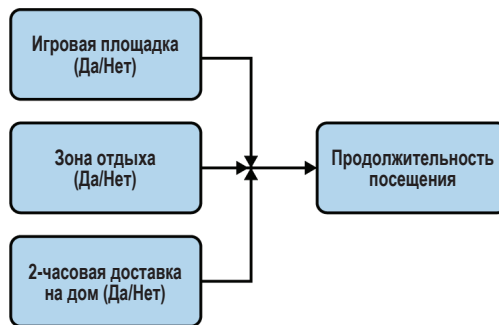 Игровая площадка
(Да/Нет)
Зона отдыха
(Да/Нет)
Продолжительность
посещения
2-часовая доставка
на дом (Да/Нет)